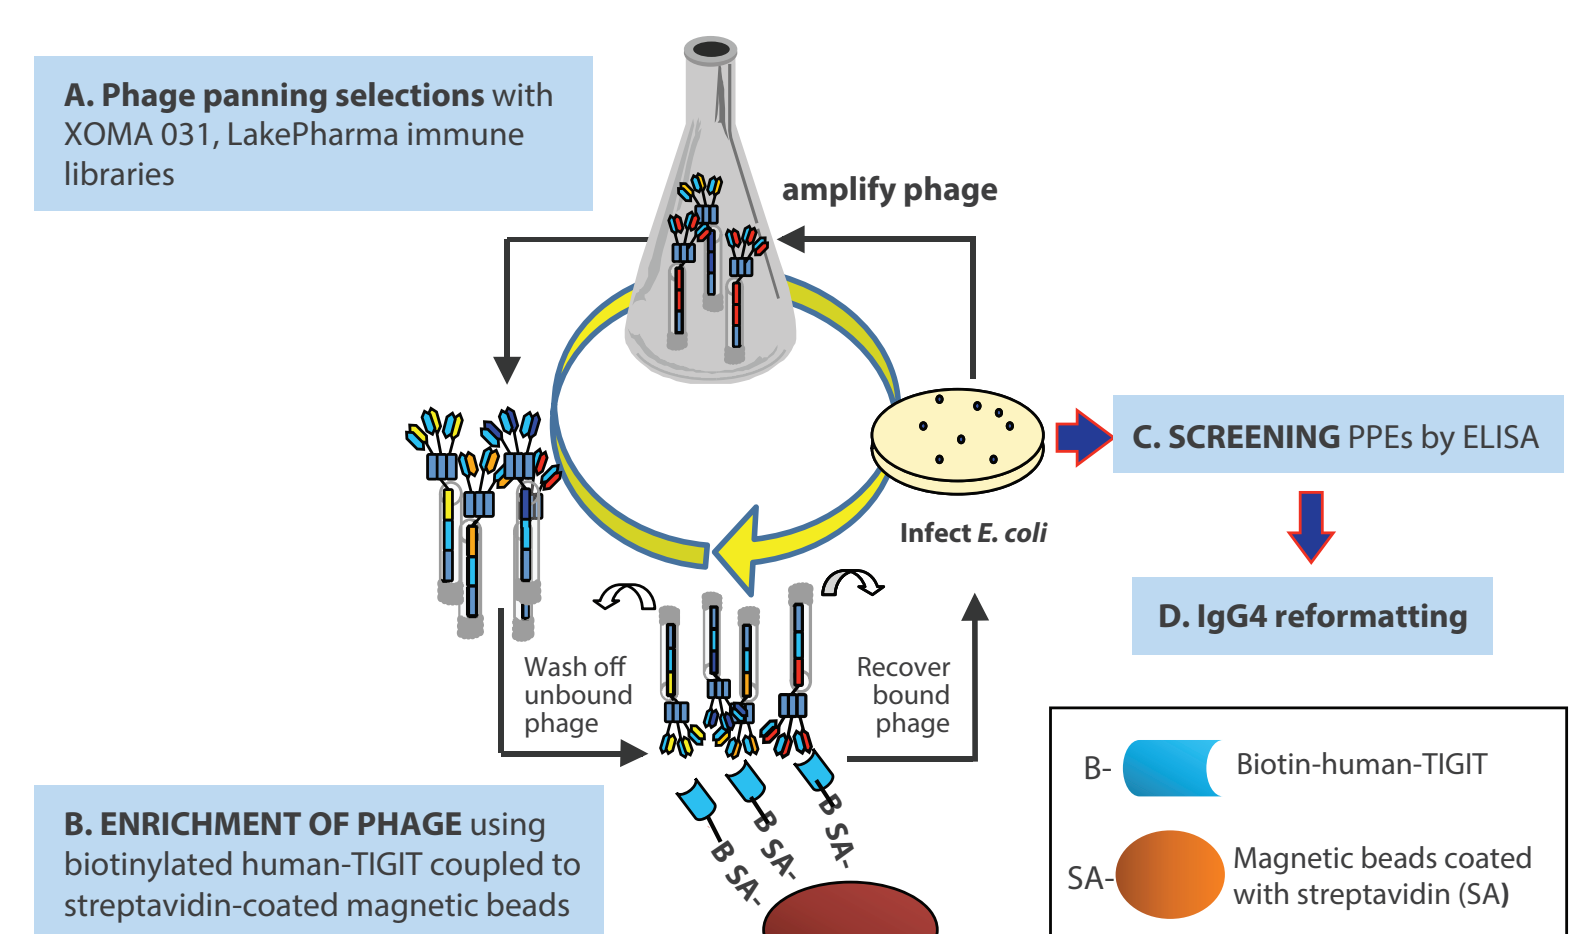 A. Phage panning selections with
XOMA 031, LakePharma immune
libraries
amplify phage
C. SCREENING PPEs by ELISA
Infect E. coli
D. IgG4 reformatting
Wash off
unbound
phage
Recover
bound
phage
B SA-
B SA-
B SA-
B. ENRICHMENT OF PHAGE using
biotinylated human-TIGIT coupled to
streptavidin-coated magnetic beads
B- Biotin-human-TIGIT
SA- Magnetic beads coated
with streptavidin (SA)